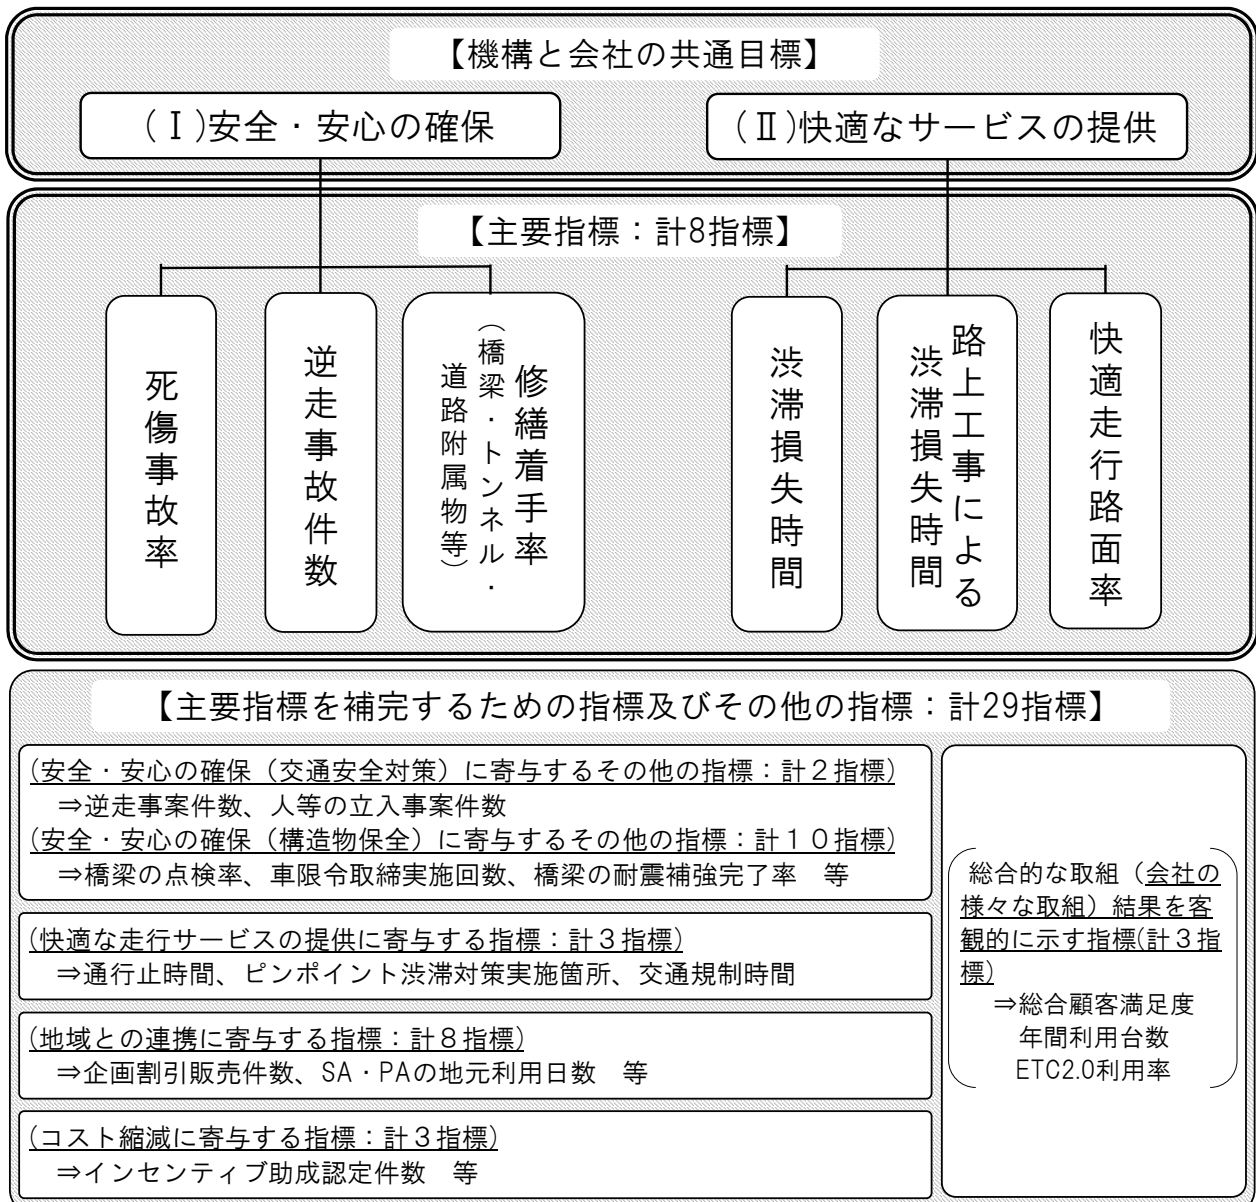 【機構と会社の共通目標】
(Ⅰ)安全・安心の確保
(Ⅱ)快適なサービスの提供
【主要指標：計8指標】
死傷事故率
逆走事故件数
修繕着手率
(橋梁・トンネル・
道路附属物等)
渋滞損失時間
路上工事による
渋滞損失時間
快適走行路面率
【主要指標を補完するための指標及びその他の指標：計29指標】
(安全・安心の確保（交通安全対策）に寄与するその他の指標：計２指標)
⇒逆走事案件数、人等の立入事案件数
(安全・安心の確保（構造物保全）に寄与するその他の指標：計１０指標)
⇒橋梁の点検率、車限令取締実施回数、橋梁の耐震補強完了率　等
(快適な走行サービスの提供に寄与する指標：計３指標)
⇒通行止時間、ピンポイント渋滞対策実施箇所、交通規制時間
(地域との連携に寄与する指標：計８指標)
⇒企画割引販売件数、SA・PAの地元利用日数　等
(コスト縮減に寄与する指標：計３指標)
⇒インセンティブ助成認定件数　等
総合的な取組（会社の
様々な取組）結果を客
観的に示す指標(計３指
標)
⇒総合顧客満足度
年間利用台数
ETC2.0利用率